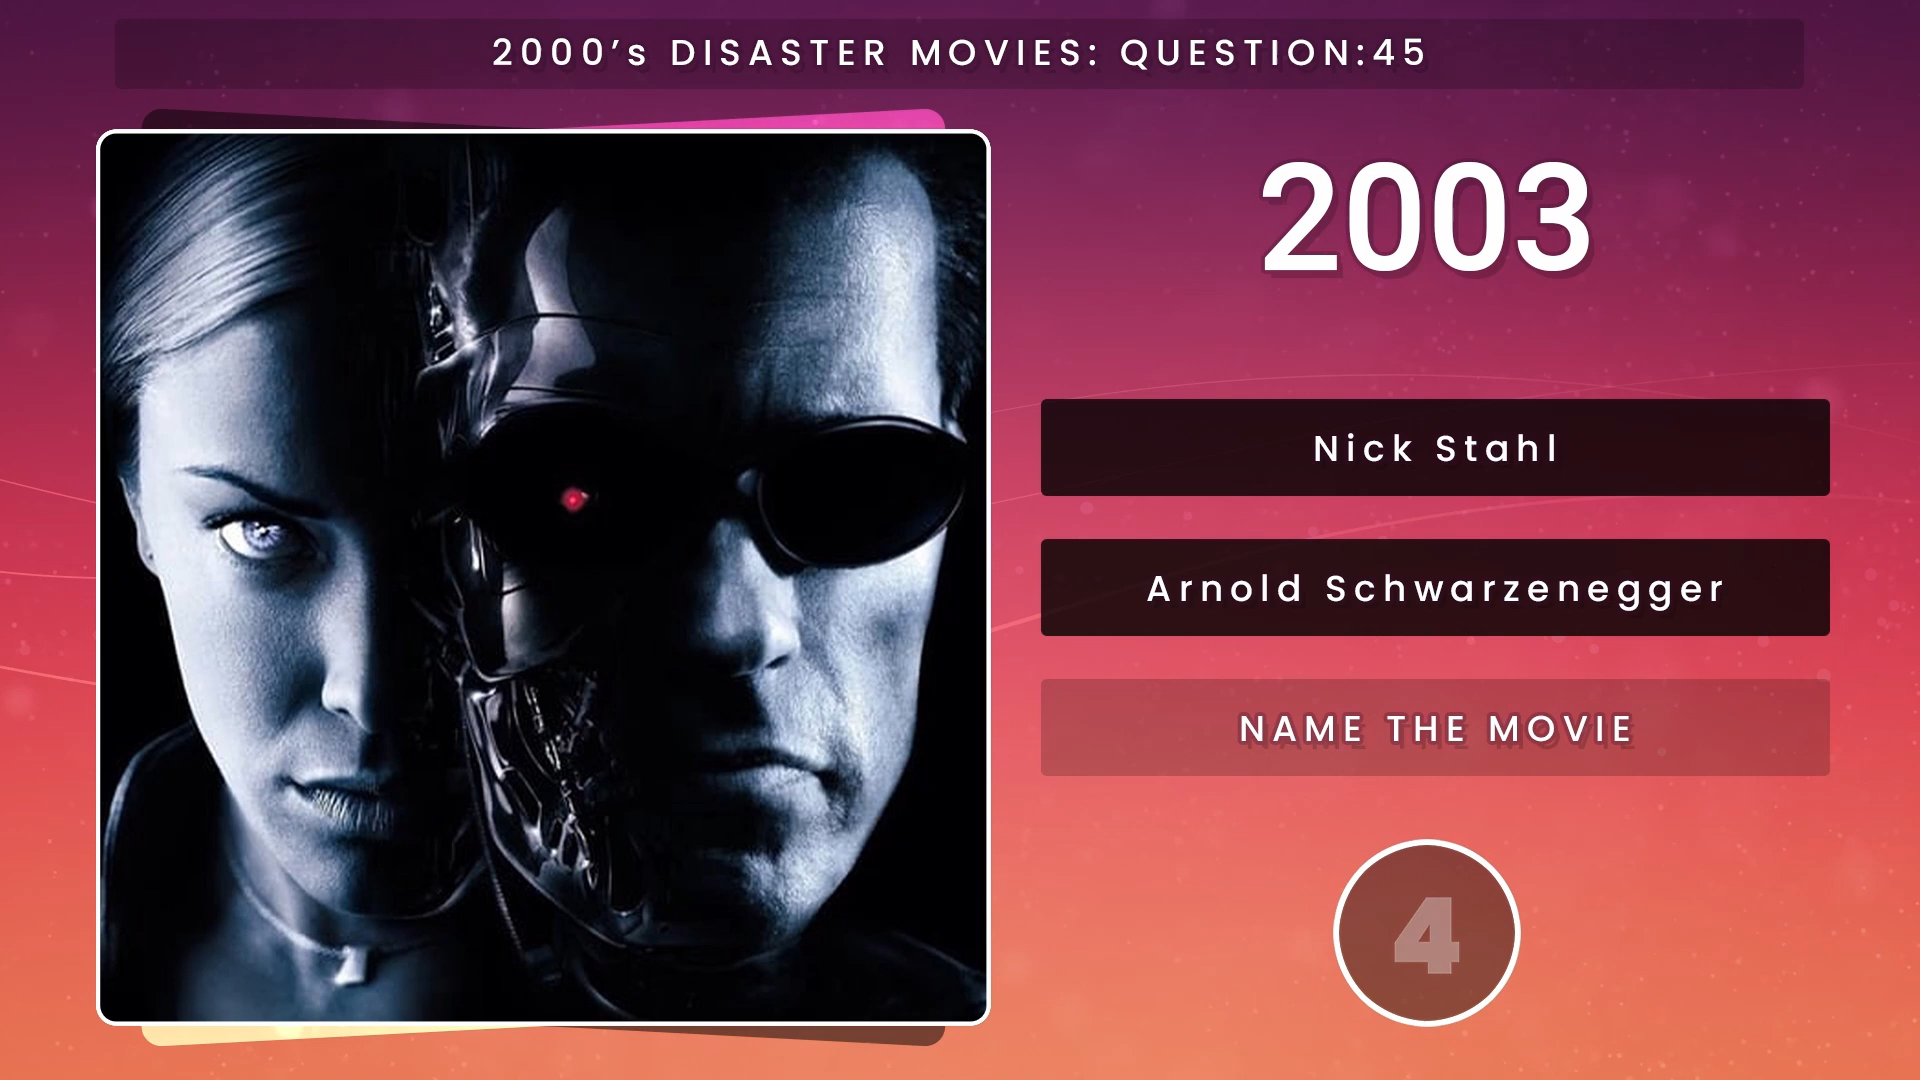 2000’s DISASTER MOVIES: QUESTION:45
2003
Nick Stahl
Arnold Schwarzenegger
NAME THE MOVIE
4